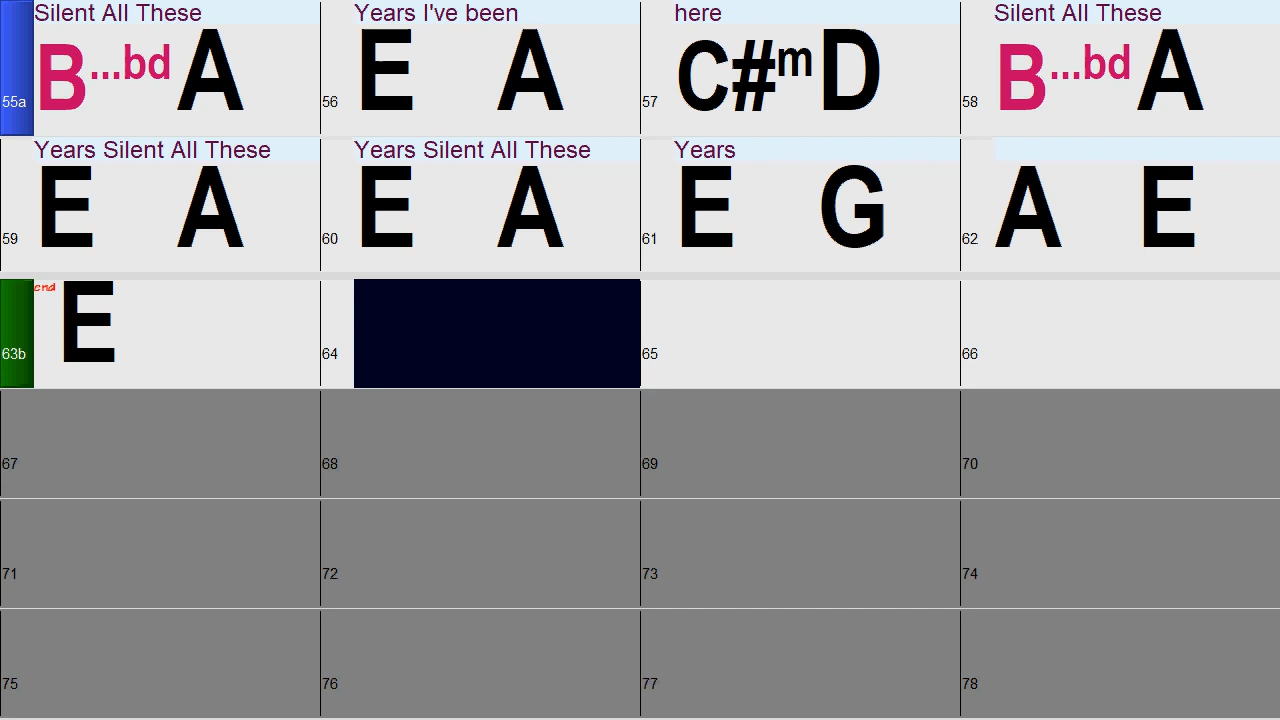 Silent All These Years I've been here Silent All These
55a B...bd A 56 E A 57 C#m D 58 B...bd A
Years Silent All These Years Silent All These Years
59 E A 60 E A 61 E G 62 A E
end
63b E 64 65 66
67 68 69 70
71 72 73 74
75 76 77 78